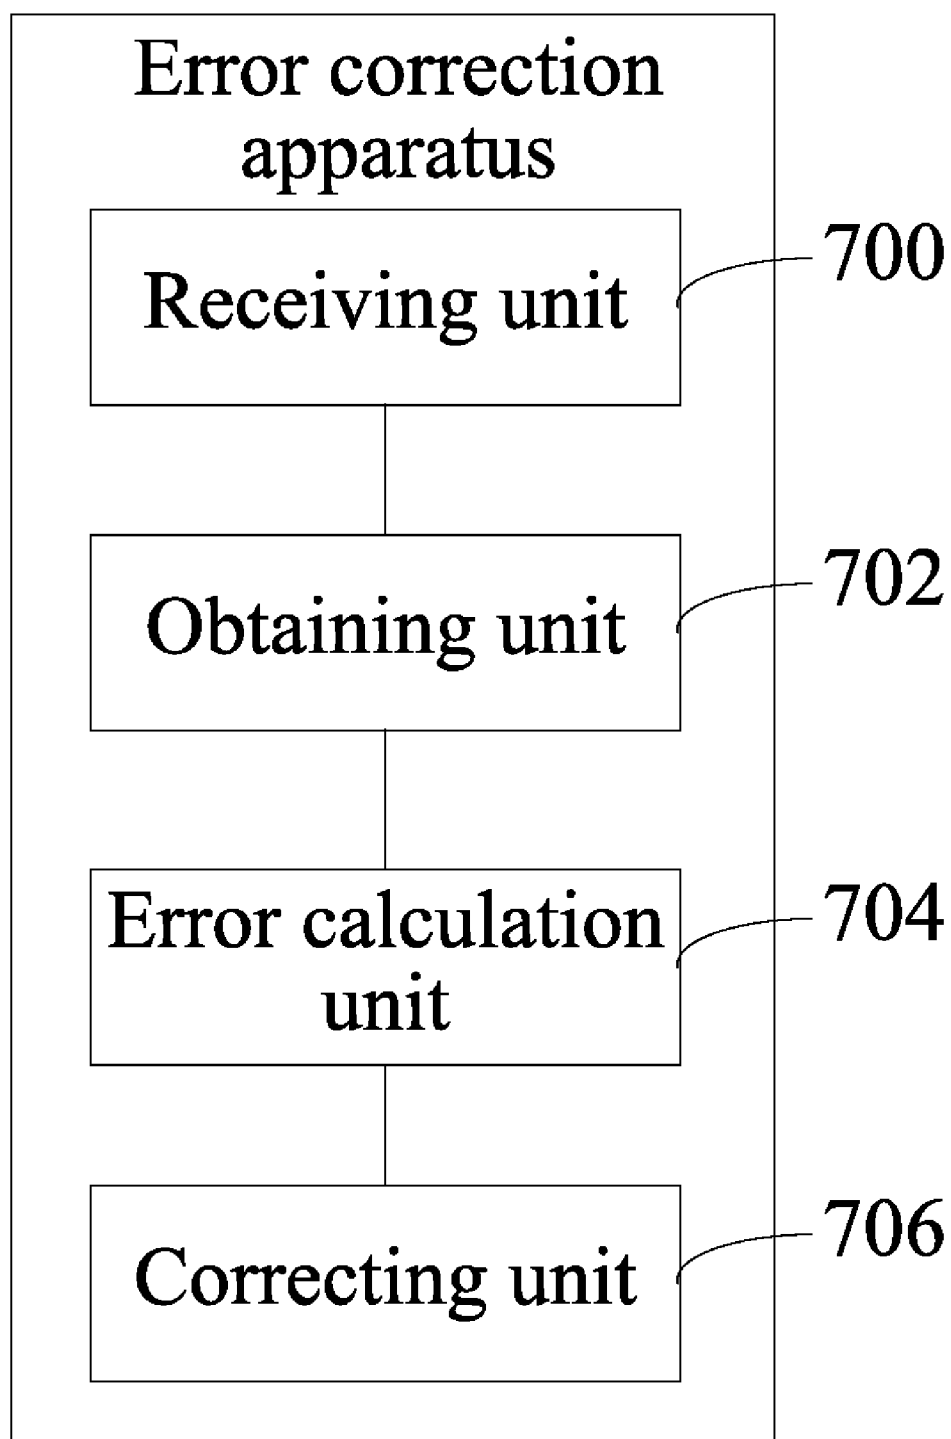 Error correction
apparatus
Receiving unit
700
Obtaining unit
702
Error calculation
unit
704
Correcting unit
706